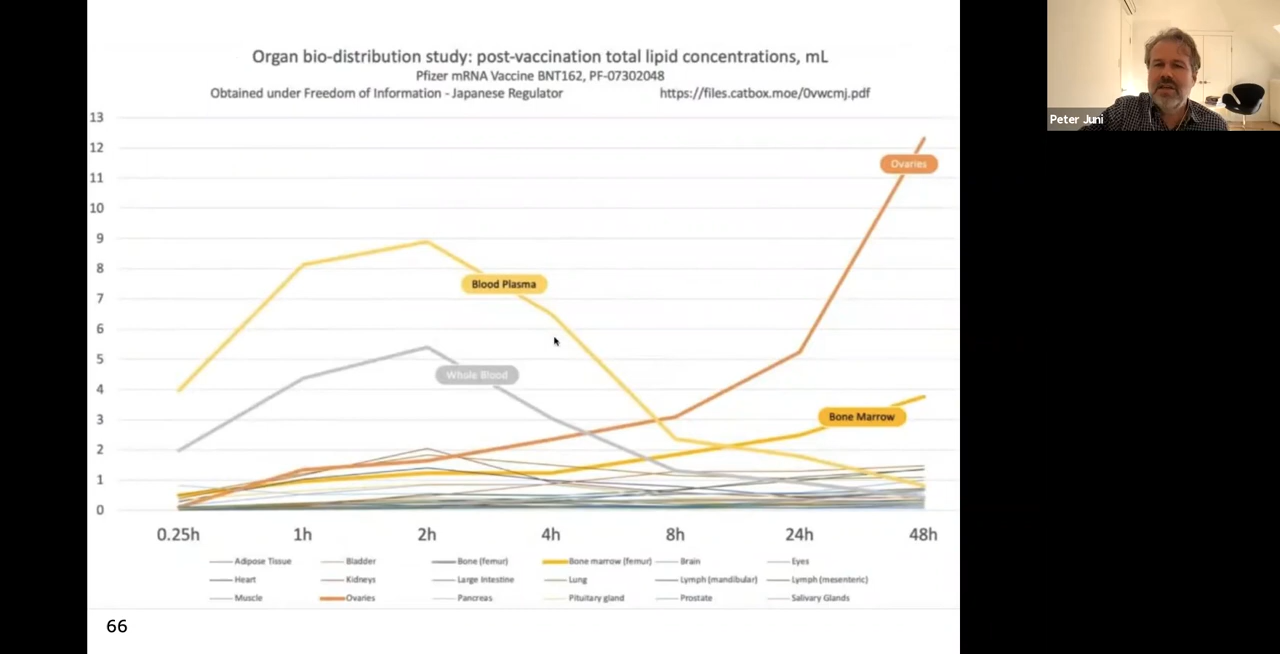 Organ bio-distribution study: post-vaccination total lipid concentrations, mL
Pfizer mRNA Vaccine BNT162, PF-07302048
Obtained under Freedom of Information - Japanese Regulator https://files.catbox.moe/0vwcmj.pdf
Peter Juni
13
12
Ovaries
11
10
9
8
Blood Plasma
7
6
5
Whole Blood
4
Bone Marrow
3
2
1
0
0.25h 1h 2h 4h 8h 24h 48h
Adipose Tissue Bladder Bone (femur) Bone marrow (femur) Brain Eyes
Heart Kidneys Large Intestine Lung Lymph (mandibular) Lymph (mesenteric)
Muscle Ovaries Pancreas Pituitary gland Prostate Salivary Glands
66